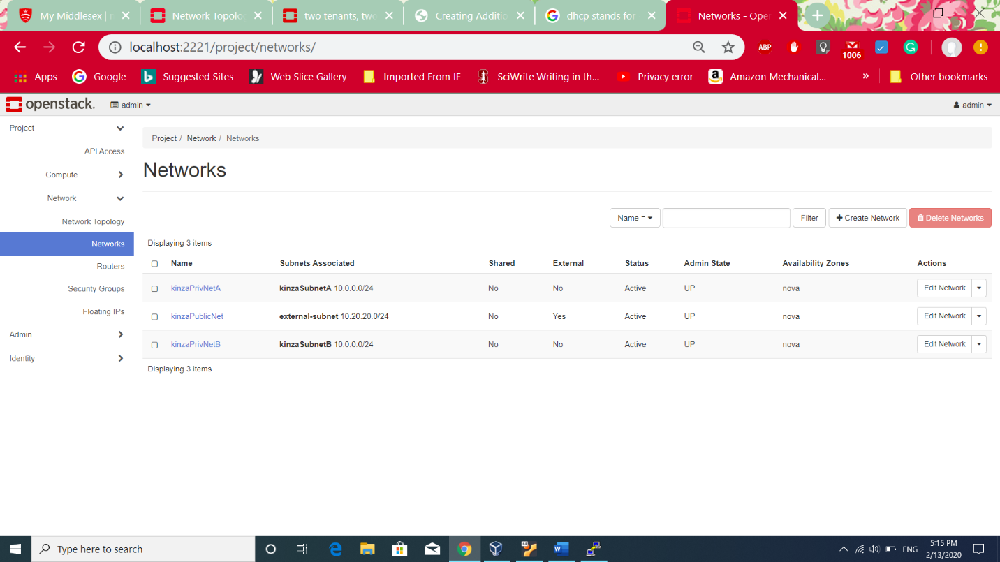 My Middlesex | m
Network Topolo
two tenants, two
Creating Additio
dhcp stands for
Networks - Open
localhost:2221/project/networks/
ABP
1006
Apps
Google
Suggested Sites
Web Slice Gallery
Imported From IE
SciWrite Writing in th...
Privacy error
Amazon Mechanical...
»
Other bookmarks
openstack.
admin
admin
Project
API Access
Compute
Network
Network Topology
Networks
Routers
Security Groups
Floating IPs
Admin
Identity
Project / Network / Networks
Networks
Name =
Filter
+ Create Network
Delete Networks
Displaying 3 items
Name Subnets Associated Shared External Status Admin State Availability Zones Actions
kinzaPrivNetA kinzaSubnetA 10.0.0.0/24 No No Active UP nova Edit Network
kinzaPublicNet external-subnet 10.20.20.0/24 No Yes Active UP nova Edit Network
kinzaPrivNetB kinzaSubnetB 10.0.0.0/24 No No Active UP nova Edit Network
Displaying 3 items
Type here to search
ENG
5:15 PM
2/13/2020